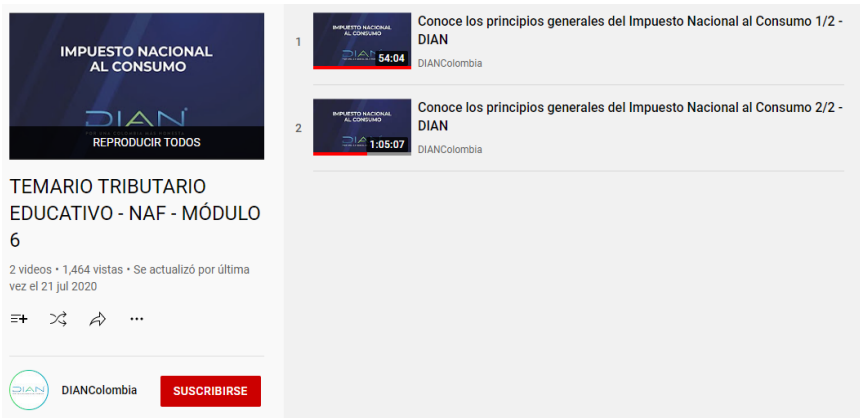 IMPUESTO NACIONAL
AL CONSUMO
DIAN
REPRODUCIR TODOS
TEMARIO TRIBUTARIO
EDUCATIVO - NAF - MÓDULO
6
2 videos • 1,464 vistas • Se actualizó por última
vez el 21 jul 2020
DIAN
DIANColombia
SUSCRIBIRSE
1
IMPUESTO NACIONAL
AL CONSUMO
DIAN
54:04
Conoce los principios generales del Impuesto Nacional al Consumo 1/2 -
DIAN
DIANColombia
2
IMPUESTO NACIONAL
AL CONSUMO
DIAN
1:05:07
Conoce los principios generales del Impuesto Nacional al Consumo 2/2 -
DIAN
DIANColombia